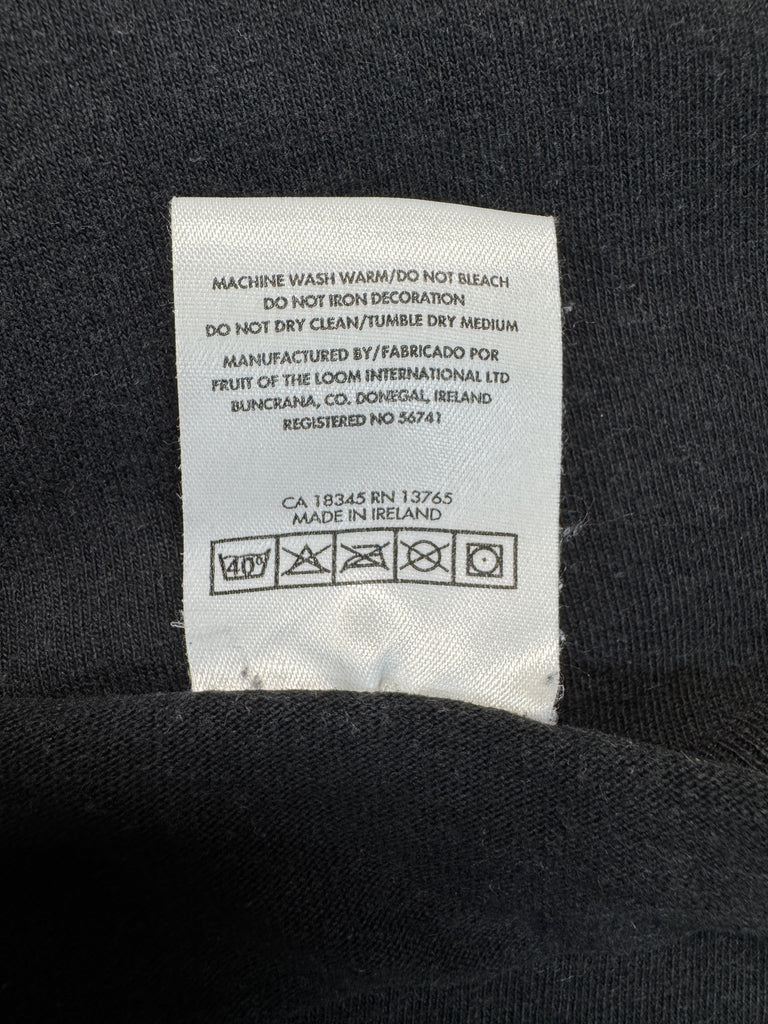 MACHINE WASH WARM/DO NOT BLEACH
DO NOT IRON DECORATION
DO NOT DRY CLEAN/TUMBLE DRY MEDIUM
MANUFACTURED BY/FABRICADO POR
FRUIT OF THE LOOM INTERNATIONAL LTD
BUNCRANA, CO. DONEGAL, IRELAND
REGISTERED NO 56741
CA 18345 RN 13765
MADE IN IRELAND
40°